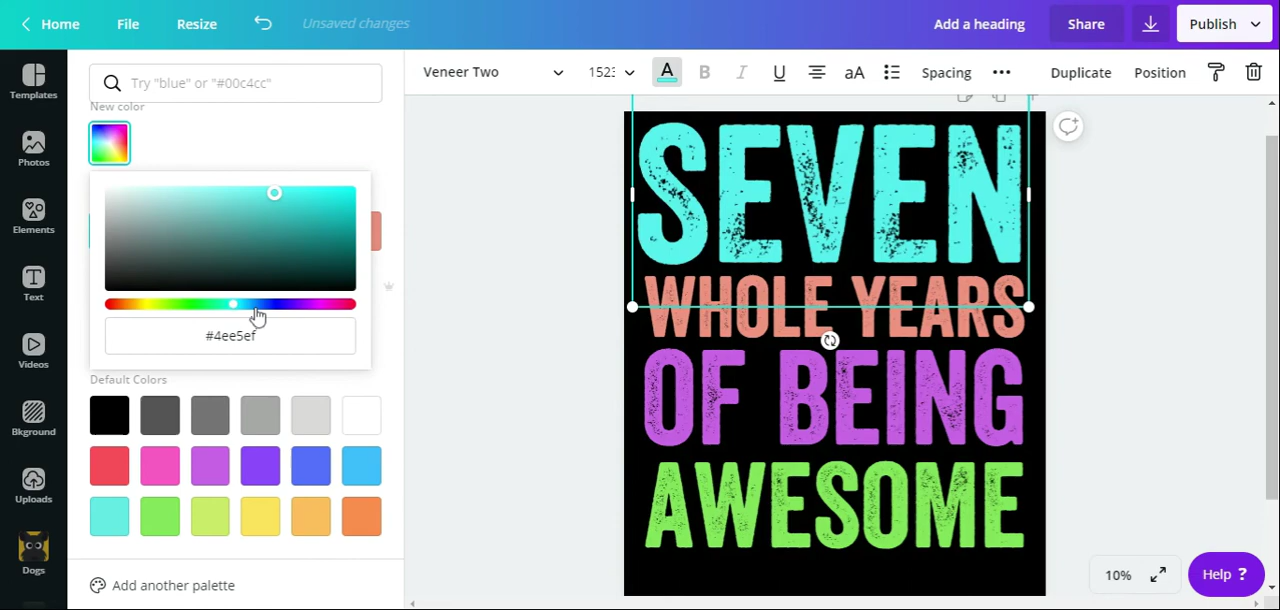 Home File Resize Unsaved changes Add a heading Share Publish
Templates
Photos
Elements
Text
Videos
Bkground
Uploads
Dogs
Try "blue" or "#00c4cc"
New color
#4ee5ef
Default Colors
Add another palette
Veneer Two 1523 A B I U aA Spacing Duplicate Position
SEVEN
WHOLE YEARS
OF BEING
AWESOME
10% Help ?